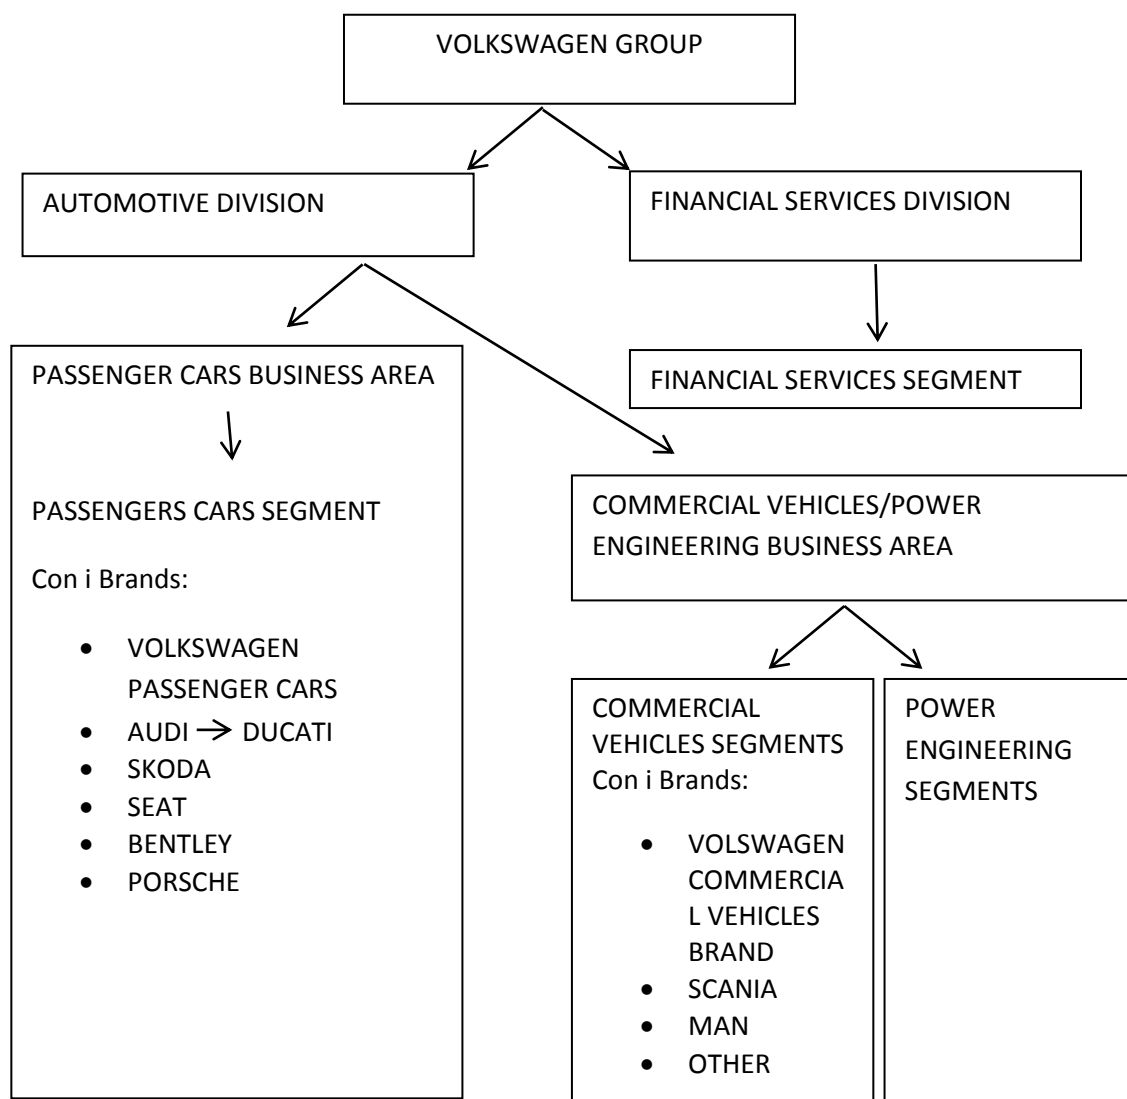 VOLKSWAGEN GROUP
AUTOMOTIVE DIVISION
FINANCIAL SERVICES DIVISION
PASSENGER CARS BUSINESS AREA
PASSENGERS CARS SEGMENT
Con i Brands:
• VOLKSWAGEN
PASSENGER CARS
• AUDI → DUCATI
• SKODA
• SEAT
• BENTLEY
• PORSCHE
FINANCIAL SERVICES SEGMENT
COMMERCIAL VEHICLES/POWER
ENGINEERING BUSINESS AREA
COMMERCIAL
VEHICLES SEGMENTS
Con i Brands:
• VOLSWAGEN
COMMERCIA
L VEHICLES
BRAND
• SCANIA
• MAN
• OTHER
POWER
ENGINEERING
SEGMENTS